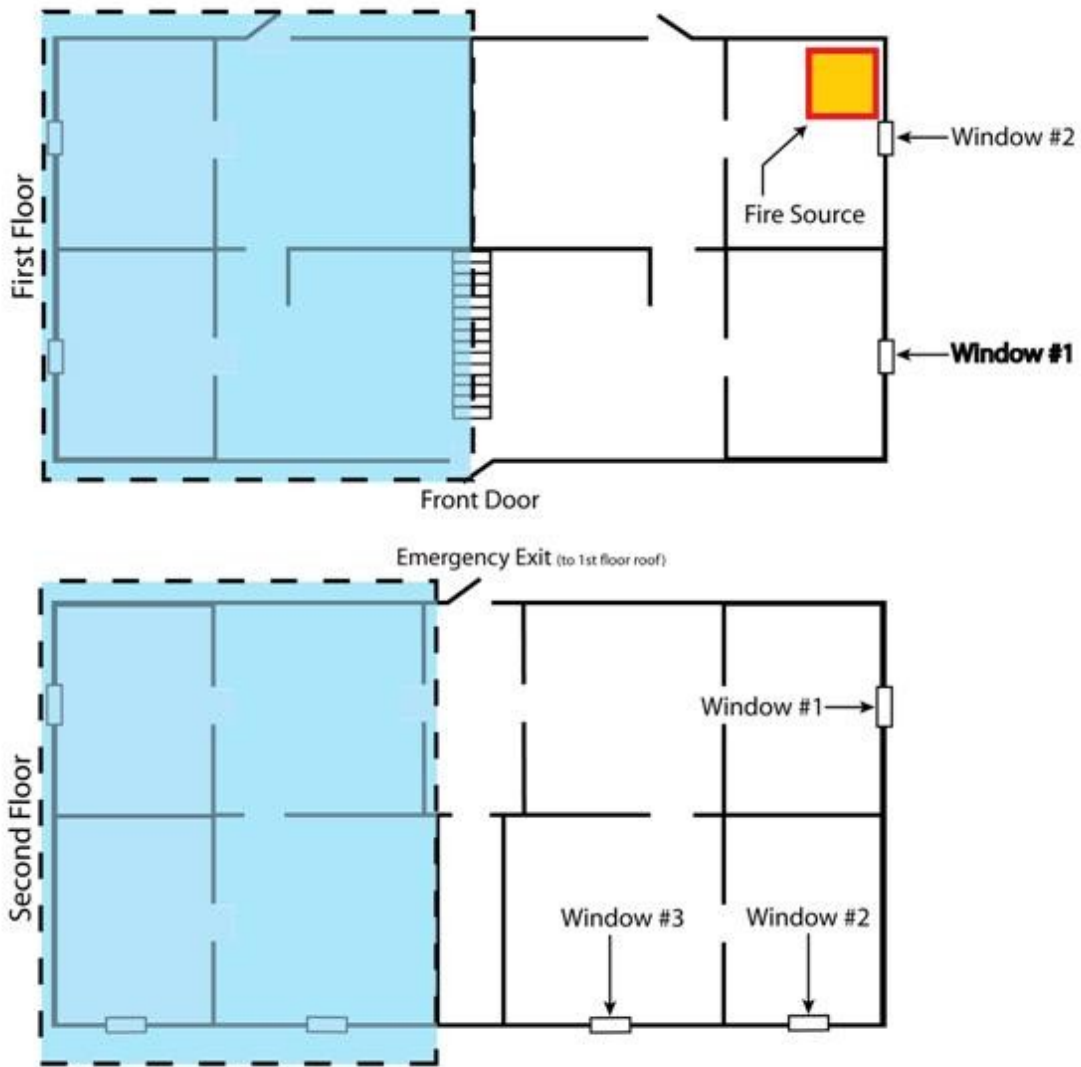 First Floor
Window #2
Fire Source
Window #1
Front Door
Emergency Exit (to 1st floor roof)
Second Floor
Window #1
Window #3
Window #2